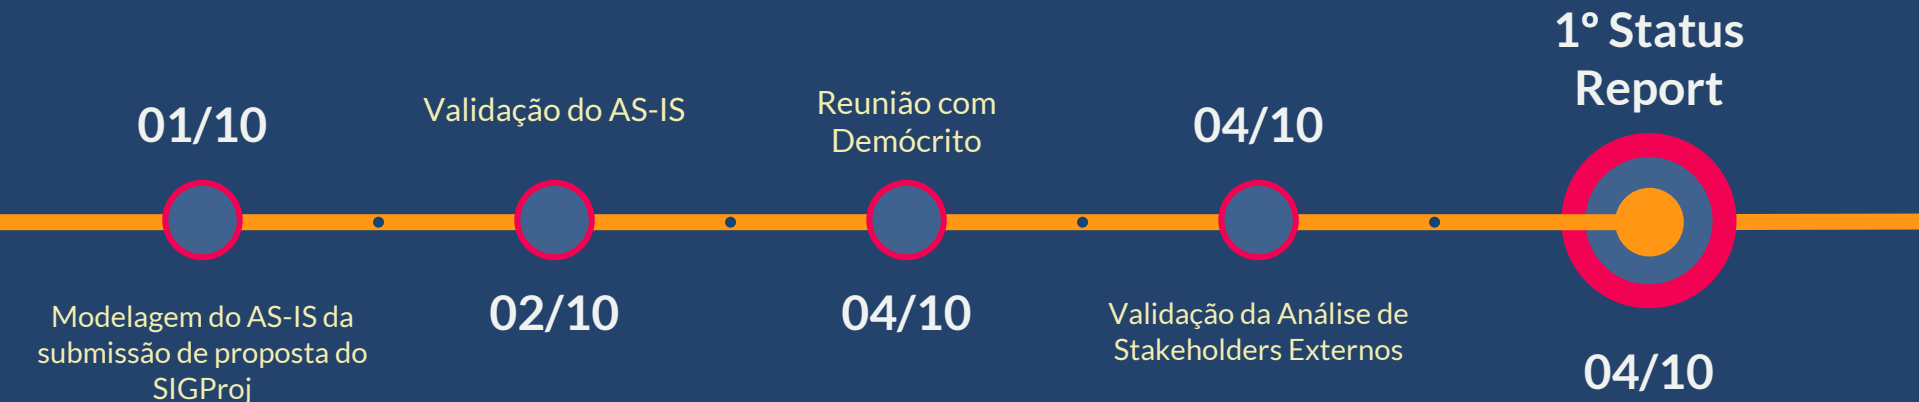 01/10
Modelagem do AS-IS da
submissão de proposta do
SIGProj
Validação do AS-IS
02/10
Reunião com
Demócrito
04/10
04/10
Validação da Análise de
Stakeholders Externos
1º Status
Report
04/10